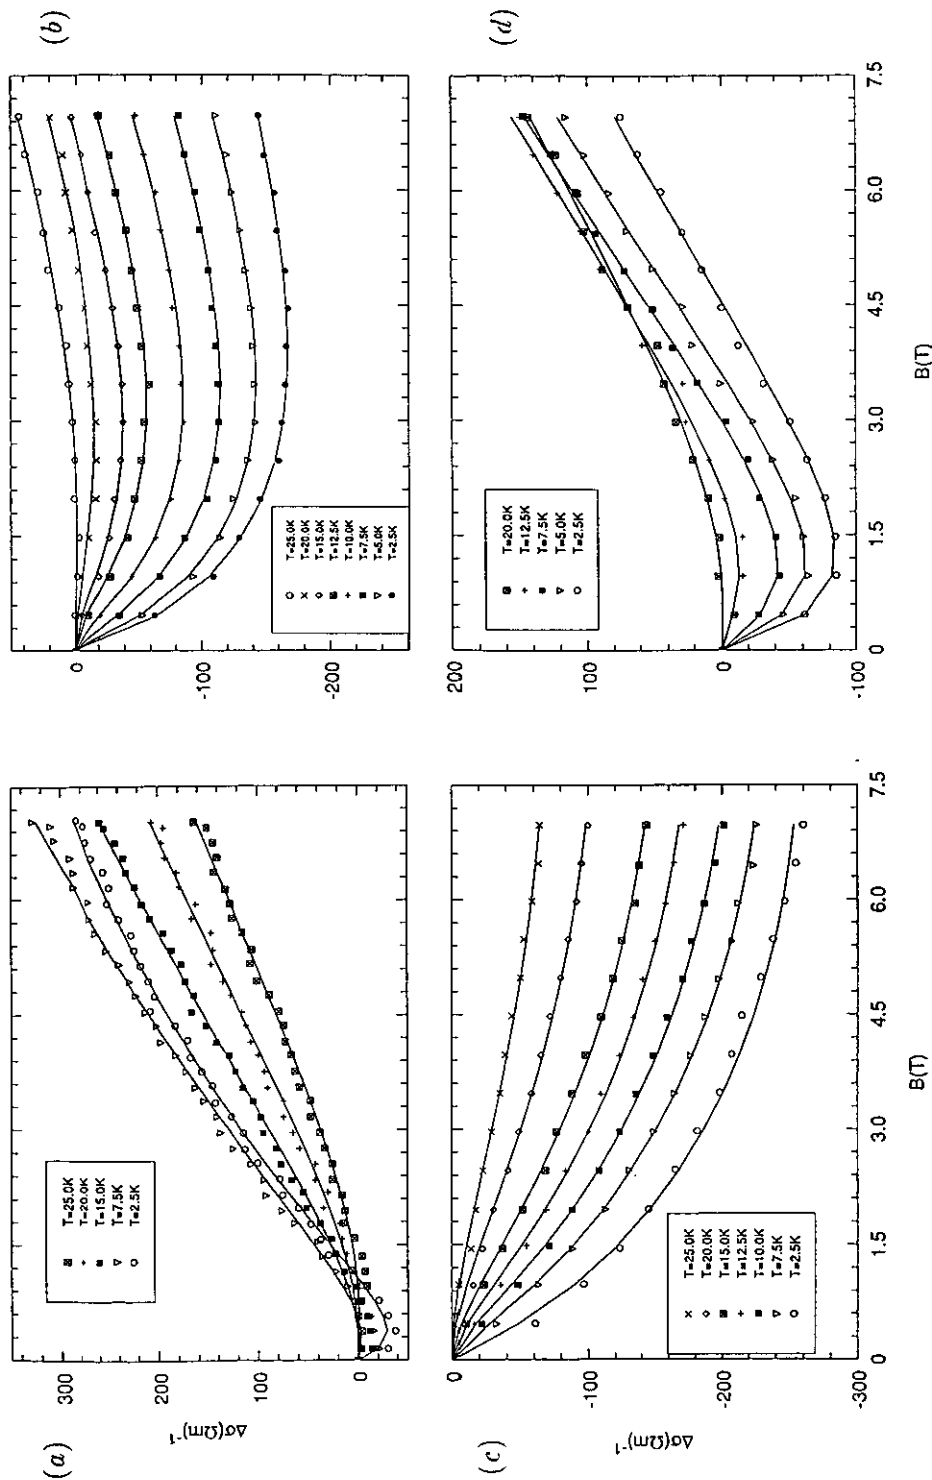 (a)
Δσ(Ωm)⁻¹
300
200
100
0
T=25.0K
T=20.0K
T=15.0K
T=7.5K
T=2.5K
(b)
0
-100
-200
T=25.0K
T=20.0K
T=15.0K
T=12.5K
T=10.0K
T=7.5K
T=5.0K
T=2.5K
(c)
Δσ(Ωm)⁻¹
0
-100
-200
-300
T=25.0K
T=20.0K
T=15.0K
T=12.5K
T=10.0K
T=7.5K
T=2.5K
0 1.5 3.0 4.5 6.0 7.5
B(T)
(d)
200
100
0
-100
T=20.0K
T=12.5K
T=7.5K
T=5.0K
T=2.5K
0 1.5 3.0 4.5 6.0 7.5
B(T)